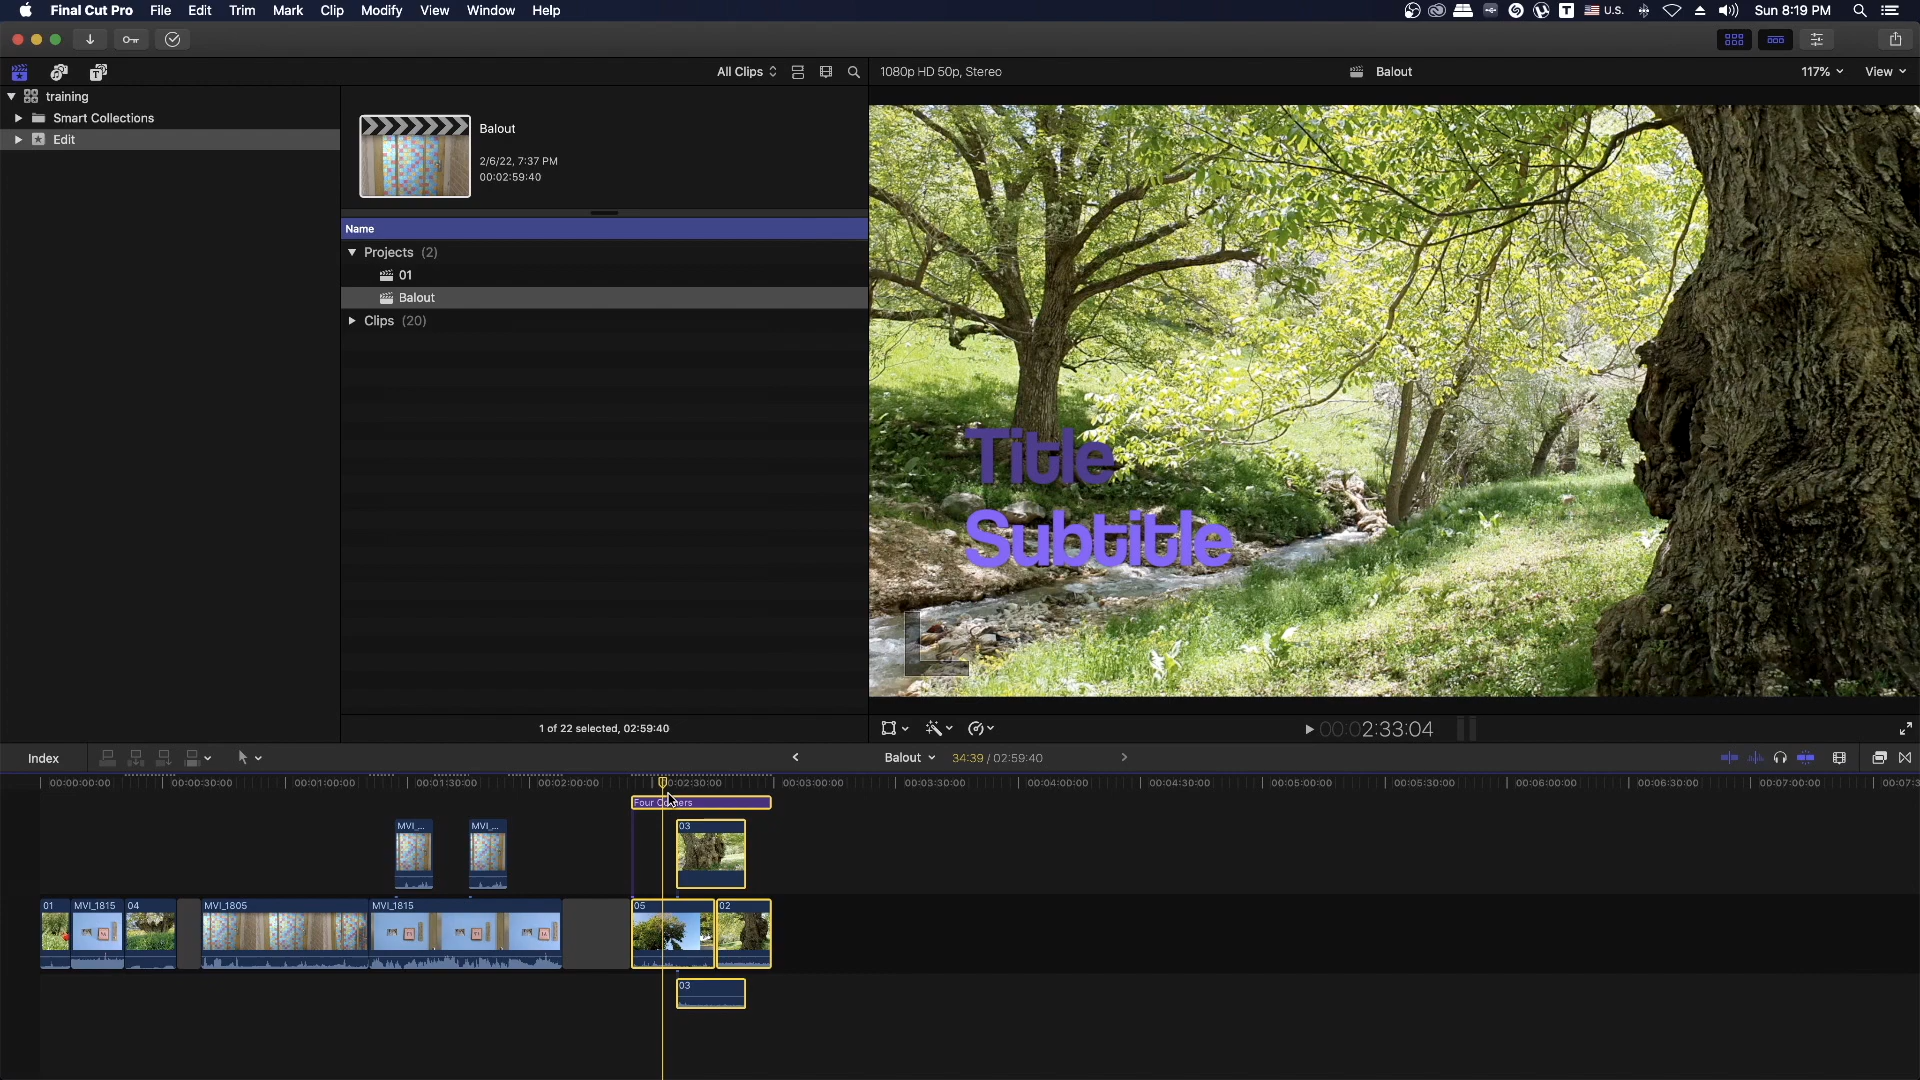 Final Cut Pro File Edit Trim Clip Mark Modify View Window Help
U.S. Sun 8:19 PM
All Clips
1080p HD 50p, Stereo
Balout
117% View
training
Smart Collections
Edit
Balout
2/6/22, 7:37 PM
00:02:59:40
Name
Projects (2)
01
Balout
Clips (20)
1 of 22 selected, 02:59:40
Title
Subtitle
00:02:33:04
Index
Balout 34:39 / 02:59:40
00:00:00:00 00:00:30:00 00:01:00:00 00:01:30:00 00:02:00:00 00:02:30:00 00:03:00:00 00:03:30:00 00:04:00:00 00:04:30:00 00:05:00:00 00:05:30:00 00:06:00:00 00:06:30:00 00:07:00:00 00:07:3
Four Corners
MVI_... MVI_... 03
01 MVI_1815 04 MVI_1805 MVI_1815 05 02
03